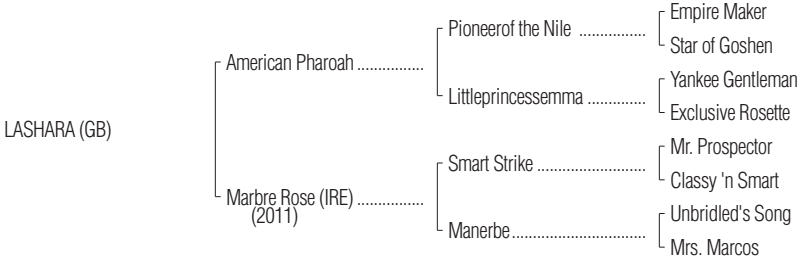 Empire Maker
Pioneerof the Nile ................
Star of Goshen
American Pharoah ................
Yankee Gentleman
Littleprincessemma ..............
Exclusive Rosette
LASHARA (GB)
Mr. Prospector
Smart Strike ..........................
Classy 'n Smart
Marbre Rose (IRE) ................
(2011)
Unbridled's Song
Manerbe.................................
Mrs. Marcos